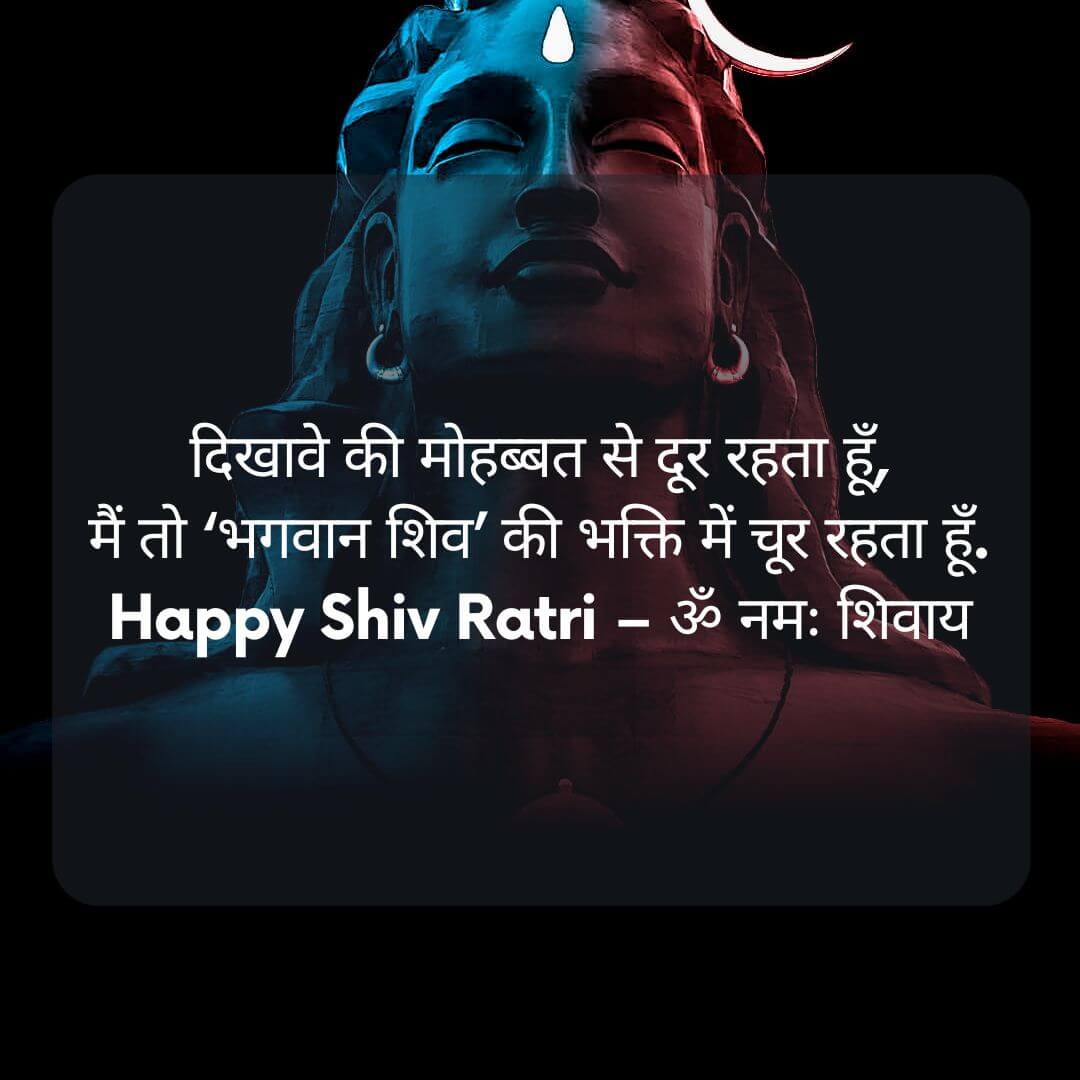 दिखावे की मोहब्बत से दूर रहता हूँ,
मैं तो ‘भगवान शिव’ की भक्ति में चूर रहता हूँ.
Happy Shiv Ratri – ॐ नमः शिवाय